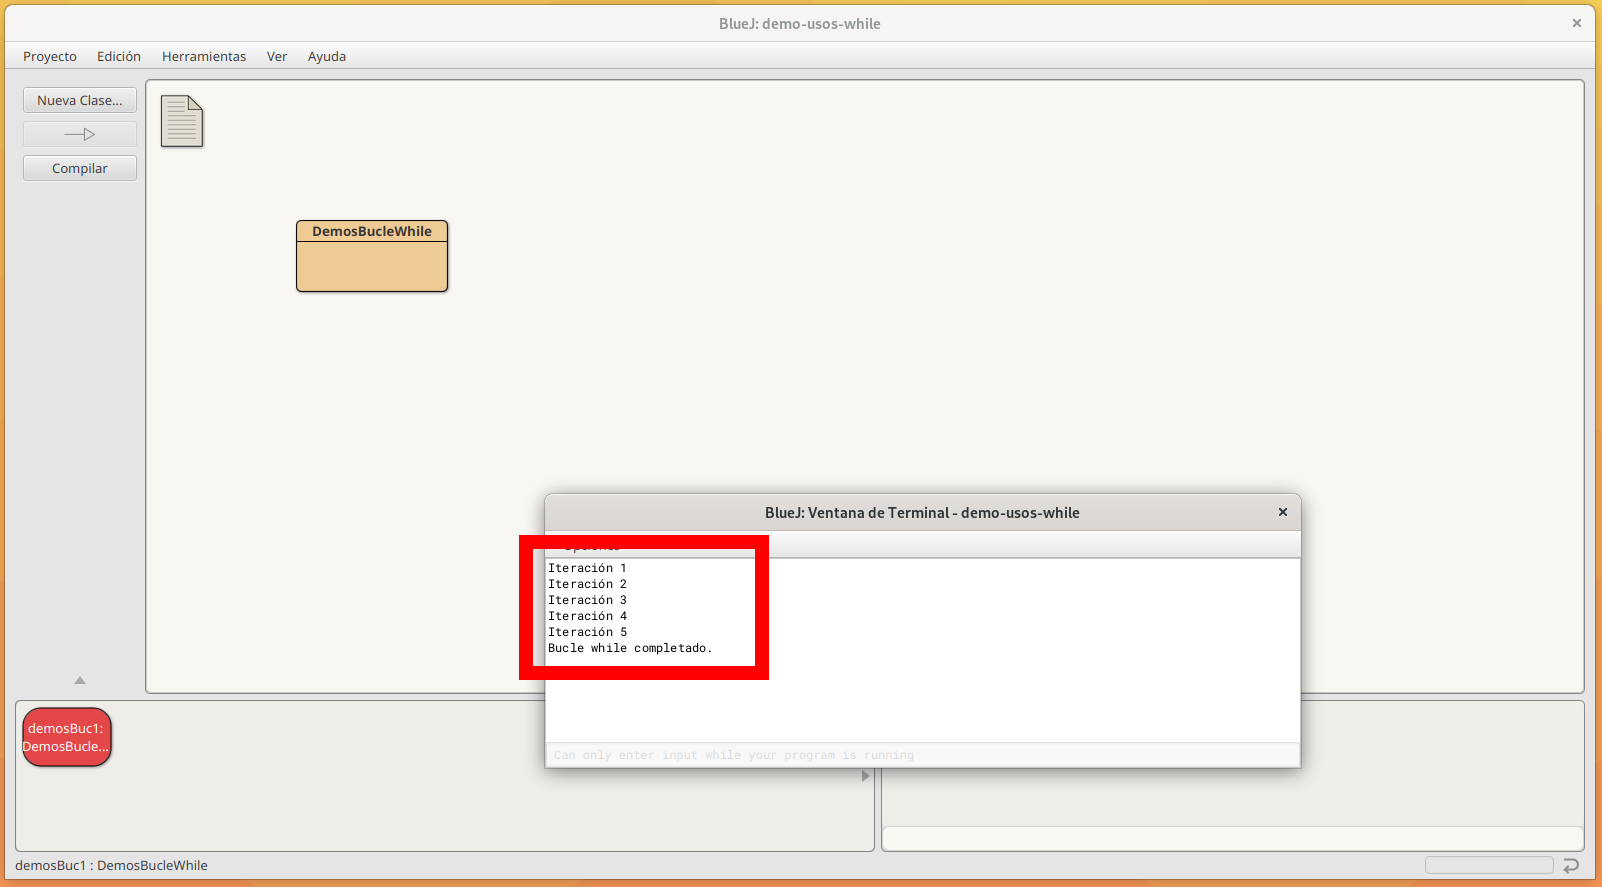 BlueJ: demo-usos-while
Proyecto Edición Herramientas Ver Ayuda
Nueva Clase...
Compilar
DemosBucleWhile
BlueJ: Ventana de Terminal - demo-usos-while
Iteración 1
Iteración 2
Iteración 3
Iteración 4
Iteración 5
Bucle while completado.
Can only enter input while your program is running
demosBuc1:
DemosBucle...
demosBuc1 : DemosBucleWhile